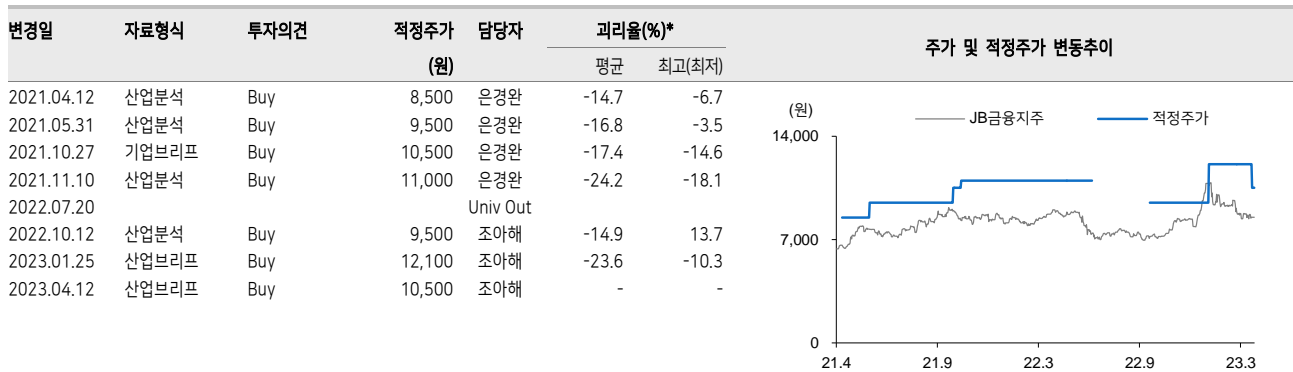 변경일 자료형식 투자의견 적정주가 담당자 괴리율(%)*
(원) 평균 최고(최저)
2021.04.12 산업분석 Buy 8,500 은경완 -14.7 -6.7
2021.05.31 산업분석 Buy 9,500 은경완 -16.8 -3.5
2021.10.27 기업브리프 Buy 10,500 은경완 -17.4 -14.6
2021.11.10 산업분석 Buy 11,000 은경완 -24.2 -18.1
2022.07.20 Univ Out
2022.10.12 산업분석 Buy 9,500 조아해 -14.9 13.7
2023.01.25 산업브리프 Buy 12,100 조아해 -23.6 -10.3
2023.04.12 산업브리프 Buy 10,500 조아해 - -
주가 및 적정주가 변동추이
(원)
JB금융지주 적정주가
14,000
7,000
0
21.4 21.9 22.3 22.9 23.3